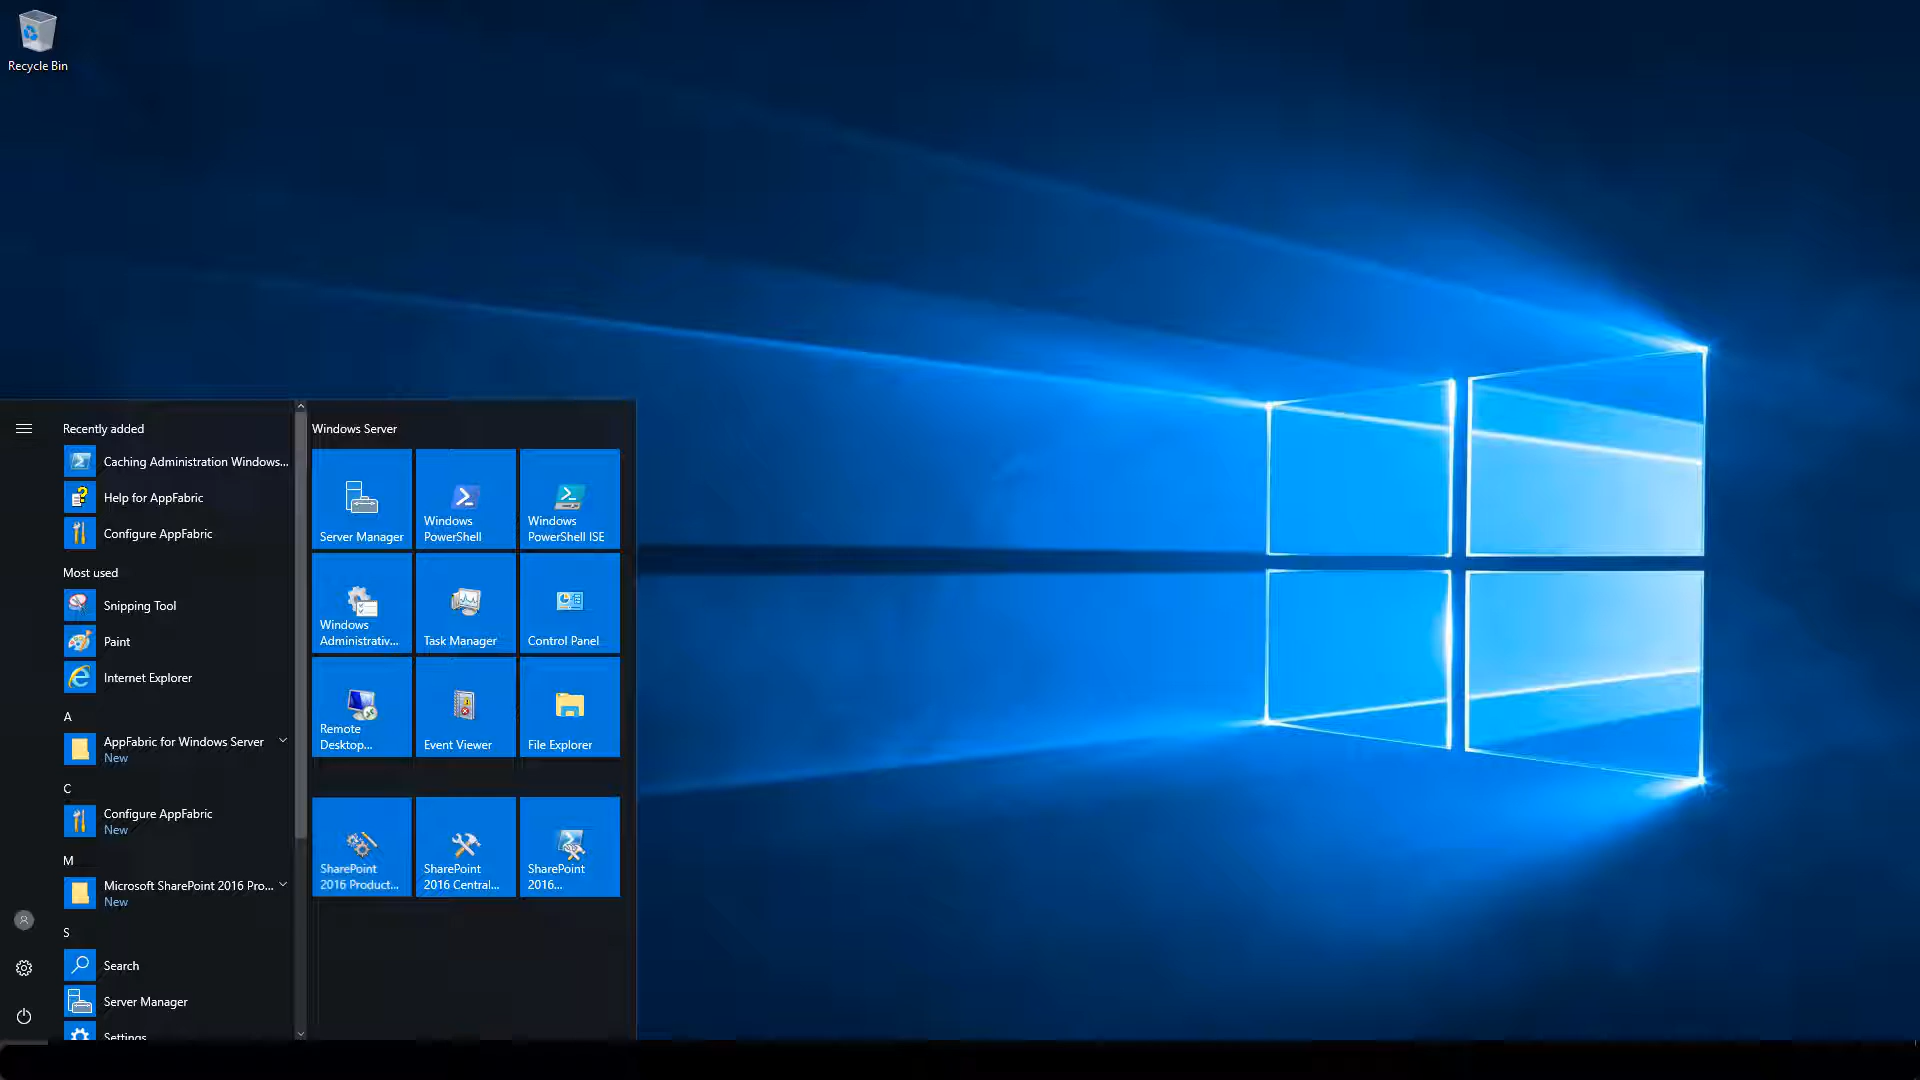 Recycle Bin
Recently added
Caching Administration Windows...
Help for AppFabric
Configure AppFabric
Most used
Snipping Tool
Paint
Internet Explorer
A
AppFabric for Windows Server
New
C
Configure AppFabric
New
M
Microsoft SharePoint 2016 Pro...
New
S
Search
Server Manager
Settings
Windows Server
Server Manager
Windows
PowerShell
Windows
PowerShell ISE
Windows
Administrativ...
Task Manager
Control Panel
Remote
Desktop...
Event Viewer
File Explorer
SharePoint
2016 Product...
SharePoint
2016 Central...
SharePoint
2016...